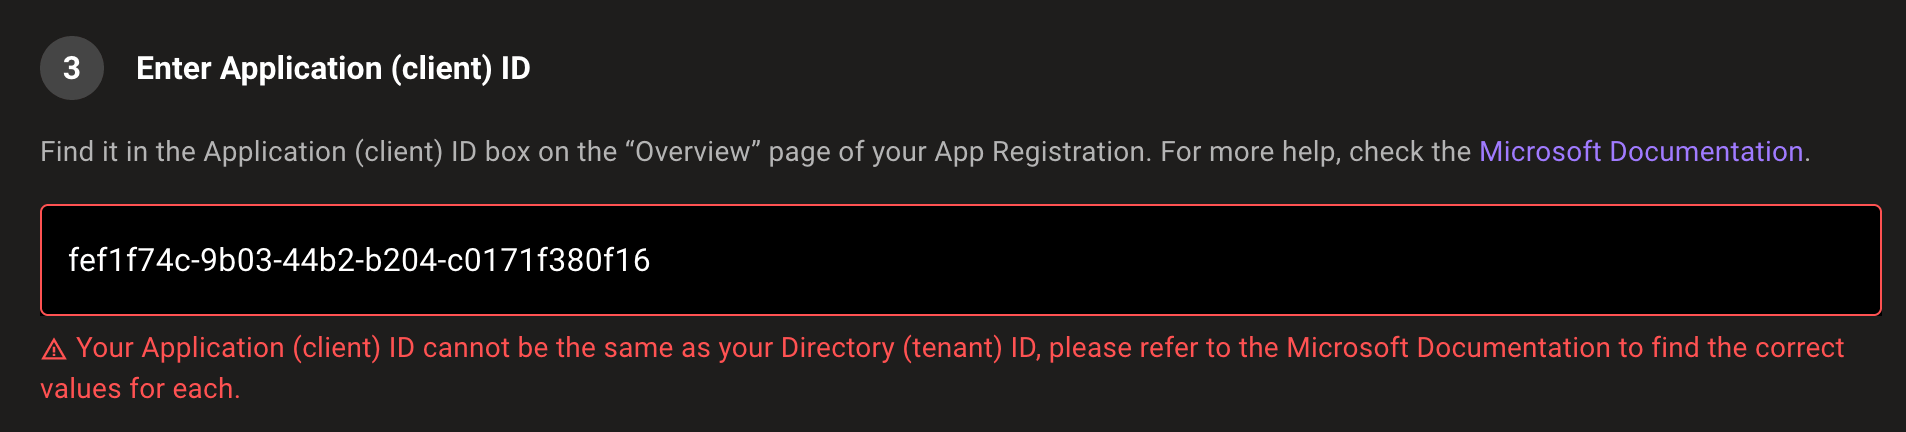 3 Enter Application (client) ID
Find it in the Application (client) ID box on the “Overview” page of your App Registration. For more help, check the Microsoft Documentation.
fef1f74c-9b03-44b2-b204-c0171f380f16
⚠ Your Application (client) ID cannot be the same as your Directory (tenant) ID, please refer to the Microsoft Documentation to find the correct
values for each.